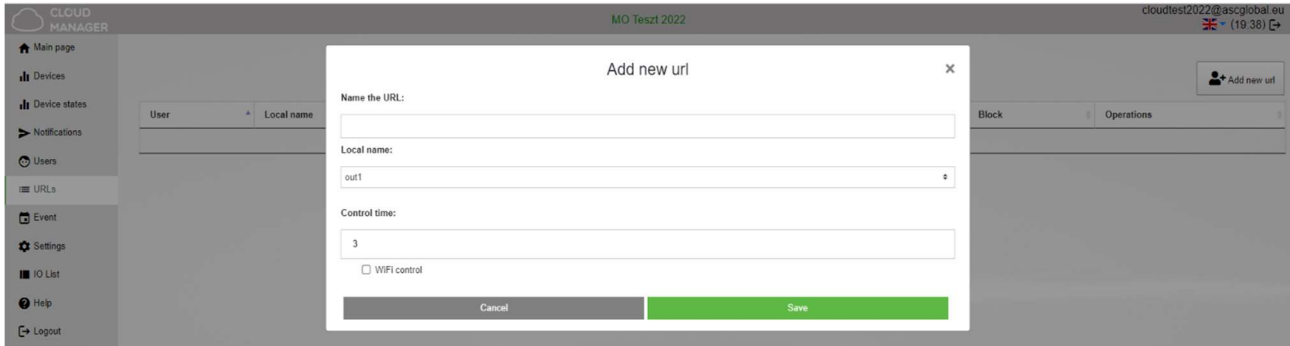 CLOUD
MANAGER
MO Teszt 2022
cloudtest2022@ascglobal.eu
(19:38)
Main page
Devices
Device states
Notifications
Users
URLs
Event
Settings
IO List
Help
Logout
Add new url
User
Local name
Block
Operations
Add new url
×
Name the URL:
Local name:
out1
Control time:
3
WIFI control
Cancel
Save